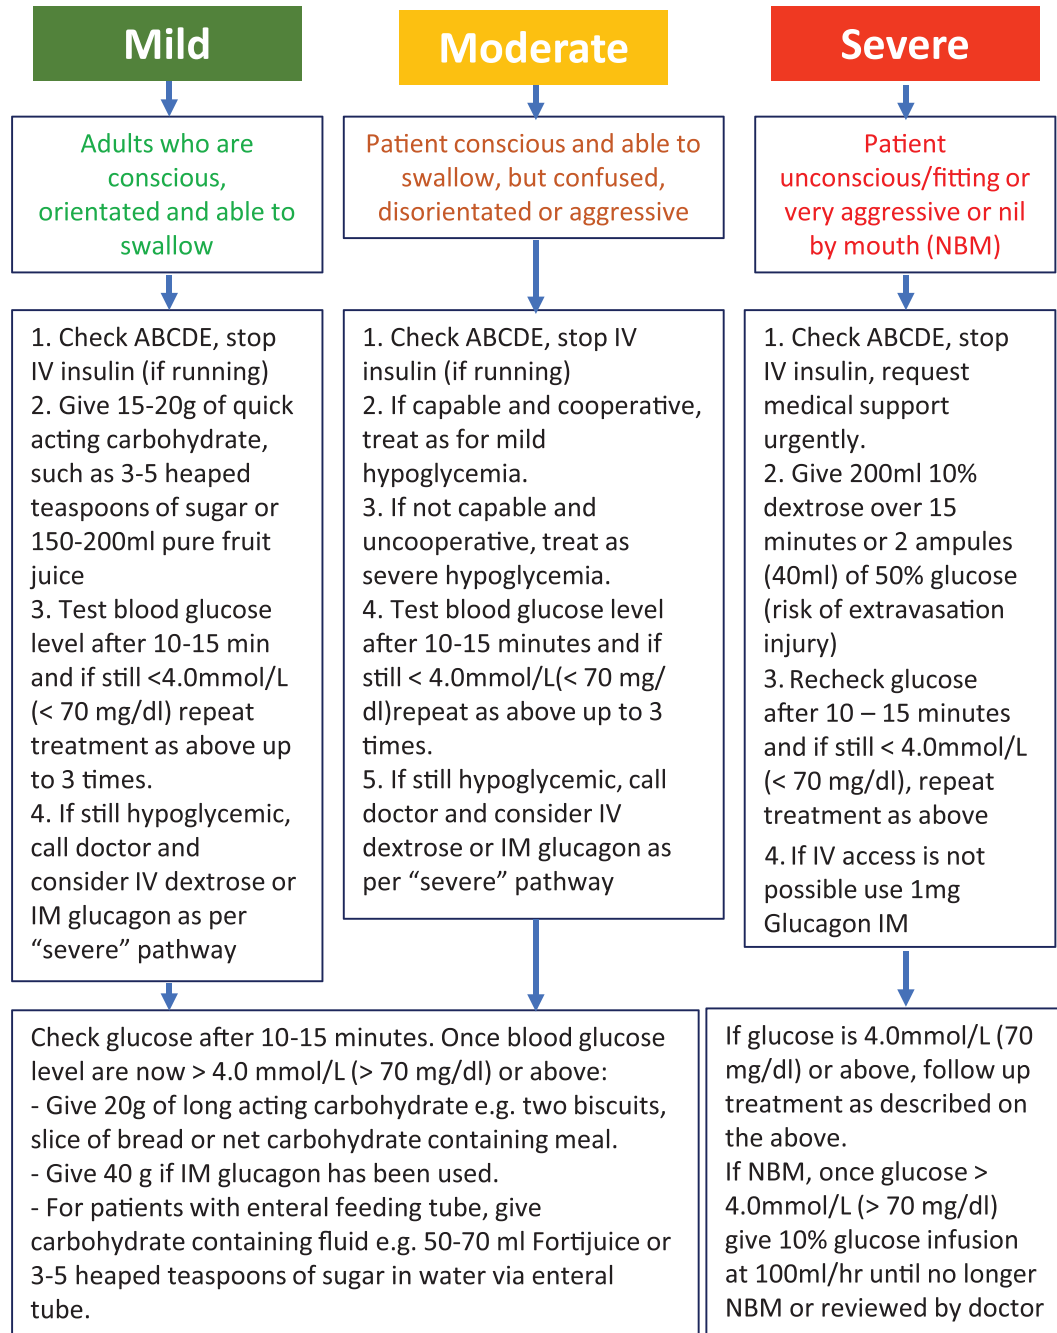 Mild
Adults who are
conscious,
orientated and able to
swallow
1. Check ABCDE, stop
IV insulin (if running)
2. Give 15-20g of quick
acting carbohydrate,
such as 3-5 heaped
teaspoons of sugar or
150-200ml pure fruit
juice
3. Test blood glucose
level after 10-15 min
and if still <4.0mmol/L
(< 70 mg/dl) repeat
treatment as above up
to 3 times.
4. If still hypoglycemic,
call doctor and
consider IV dextrose or
IM glucagon as per
“severe” pathway
Moderate
Patient conscious and able to
swallow, but confused,
disorientated or aggressive
1. Check ABCDE, stop IV
insulin (if running)
2. If capable and cooperative,
treat as for mild
hypoglycemia.
3. If not capable and
uncooperative, treat as
severe hypoglycemia.
4. Test blood glucose level
after 10-15 minutes and if
still < 4.0mmol/L(< 70 mg/
dl)repeat as above up to 3
times.
5. If still hypoglycemic, call
doctor and consider IV
dextrose or IM glucagon as
per “severe” pathway
Check glucose after 10-15 minutes. Once blood glucose
level are now > 4.0 mmol/L (> 70 mg/dl) or above:
- Give 20g of long acting carbohydrate e.g. two biscuits,
slice of bread or net carbohydrate containing meal.
- Give 40 g if IM glucagon has been used.
- For patients with enteral feeding tube, give
carbohydrate containing fluid e.g. 50-70 ml Fortijuice or
3-5 heaped teaspoons of sugar in water via enteral
tube.
Severe
Patient
unconscious/fitting or
very aggressive or nil
by mouth (NBM)
1. Check ABCDE, stop
IV insulin, request
medical support
urgently.
2. Give 200ml 10%
dextrose over 15
minutes or 2 ampules
(40ml) of 50% glucose
(risk of extravasation
injury)
3. Recheck glucose
after 10 – 15 minutes
and if still < 4.0mmol/L
(< 70 mg/dl), repeat
treatment as above
4. If IV access is not
possible use 1mg
Glucagon IM
If glucose is 4.0mmol/L (70
mg/dl) or above, follow up
treatment as described on
the above.
If NBM, once glucose >
4.0mmol/L (> 70 mg/dl)
give 10% glucose infusion
at 100ml/hr until no longer
NBM or reviewed by doctor